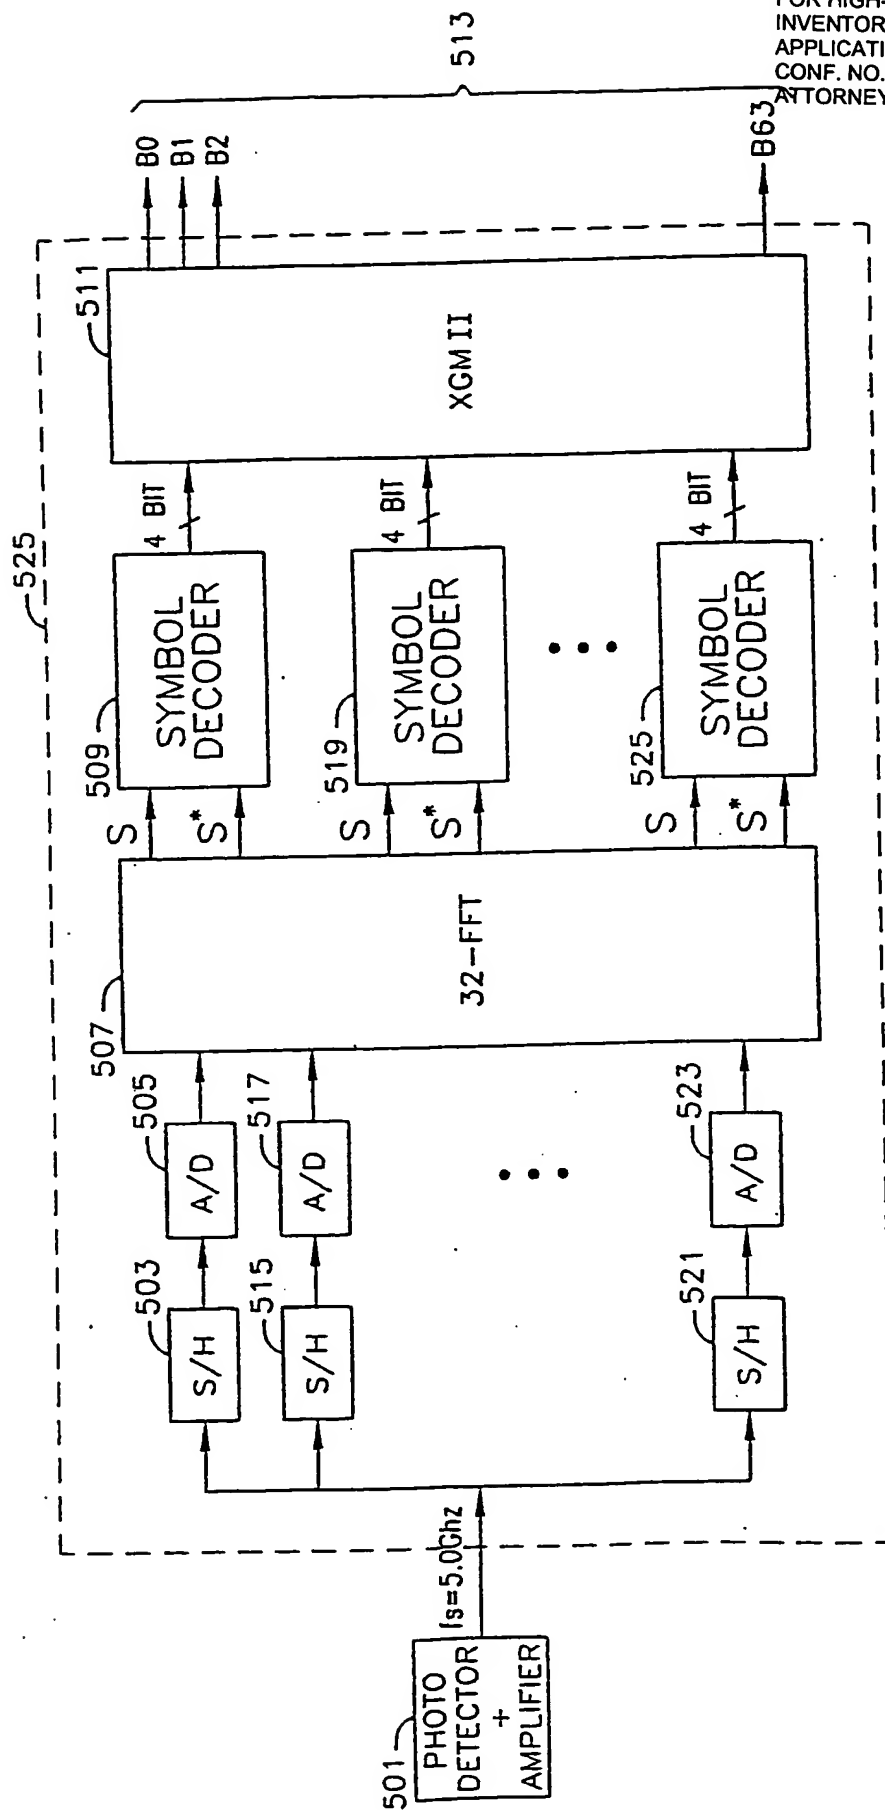 FOR HIGH-
INVENTOR
APPLICATI
CONF. NO.
ATTORNEY
501
PHOTO
DETECTOR
+
AMPLIFIER
fs=5.0Ghz
503
S/H
505
A/D
515
S/H
517
A/D
521
S/H
523
A/D
507
32-FFT
S
S*
S
S*
S
S*
509
SYMBOL
DECODER
519
SYMBOL
DECODER
525
SYMBOL
DECODER
4 BIT
4 BIT
4 BIT
511
XGM II
525
B0
B1
B2
B63
513